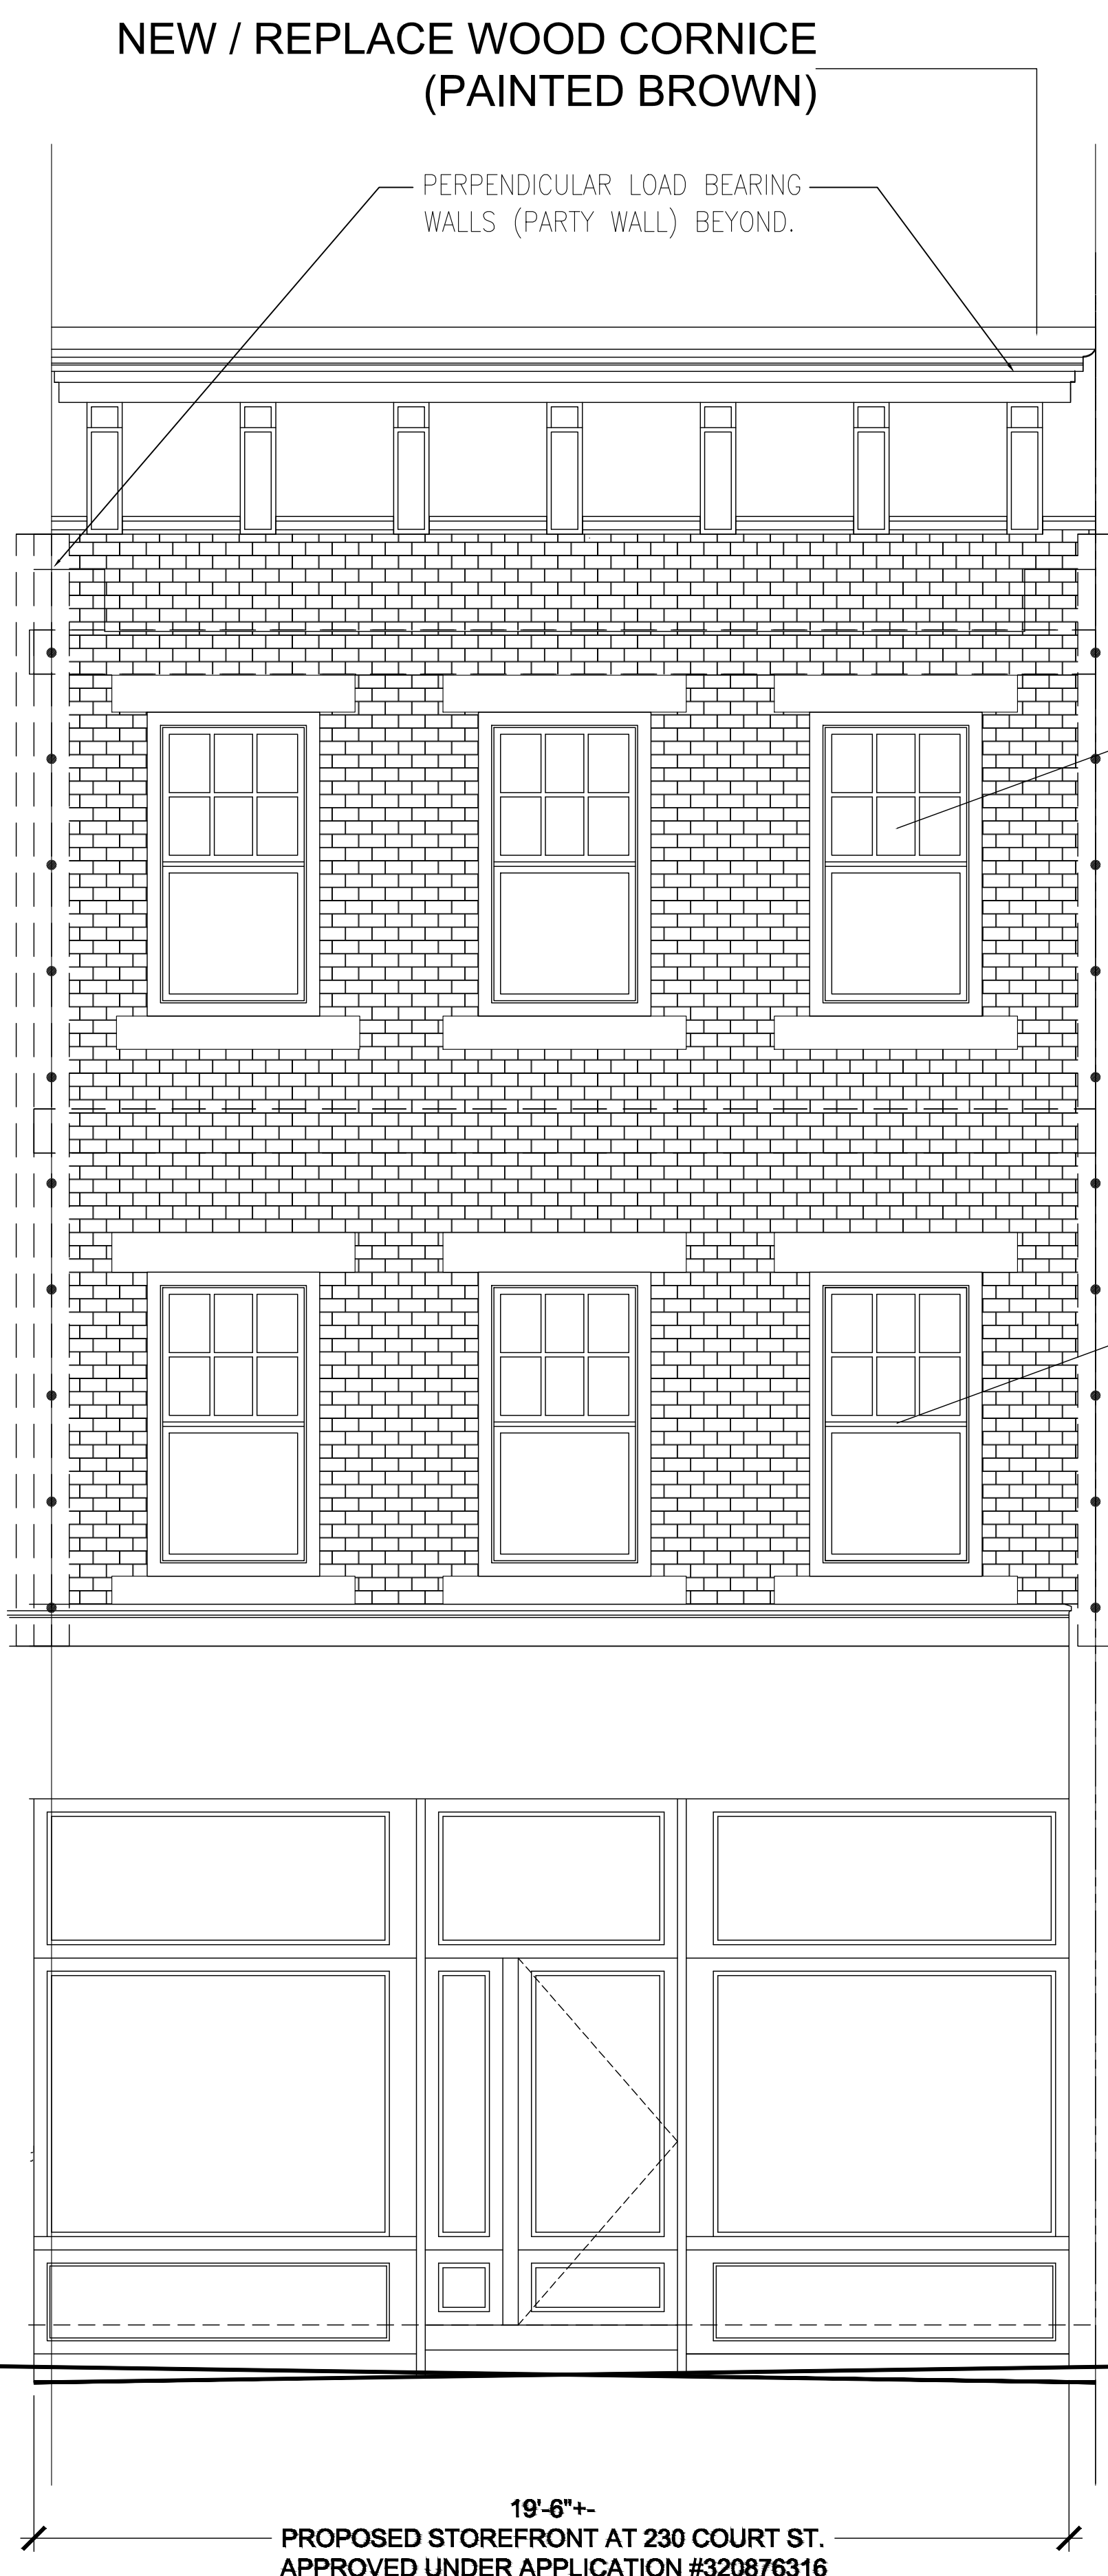 NEW / REPLACE WOOD CORNICE
(PAINTED BROWN)
PERPENDICULAR LOAD BEARING
WALLS (PARTY WALL) BEYOND.
19'-6"+-
PROPOSED STOREFRONT AT 230 COURT ST.
APPROVED UNDER APPLICATION #320876316